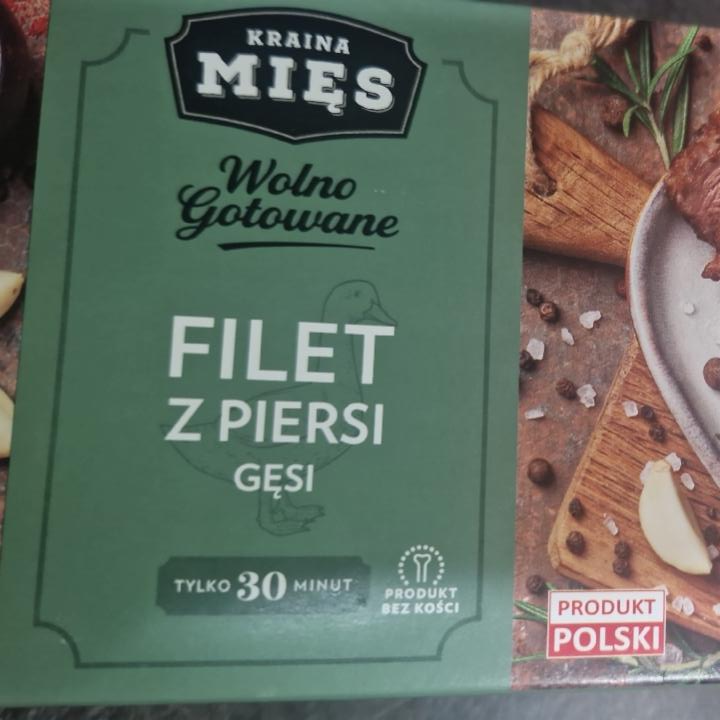 KRAINA
MIĘS
Wolno
Gotowane
FILET
Z PIERSI
GĘSI
TYLKO 30 MINUT
PRODUKT
BEZ KOŚCI
PRODUKT
POLSKI